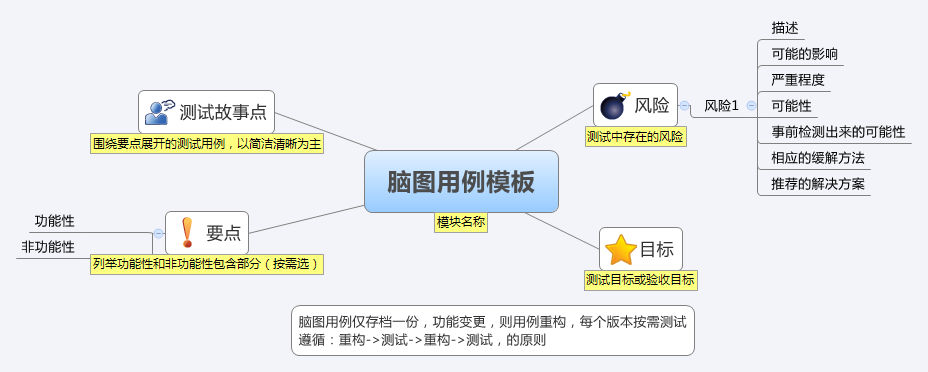 描述
可能的影响
严重程度
可能性
事前检测出来的可能性
相应的缓解方法
推荐的解决方案
风险
风险1
测试中存在的风险
测试故事点
围绕要点展开的测试用例，以简洁清晰为主
脑图用例模板
模块名称
功能性
非功能性
要点
列举功能性和非功能性包含部分（按需选）
目标
测试目标或验收目标
脑图用例仅存档一份，功能变更，则用例重构，每个版本按需测试
遵循：重构->测试->重构->测试，的原则